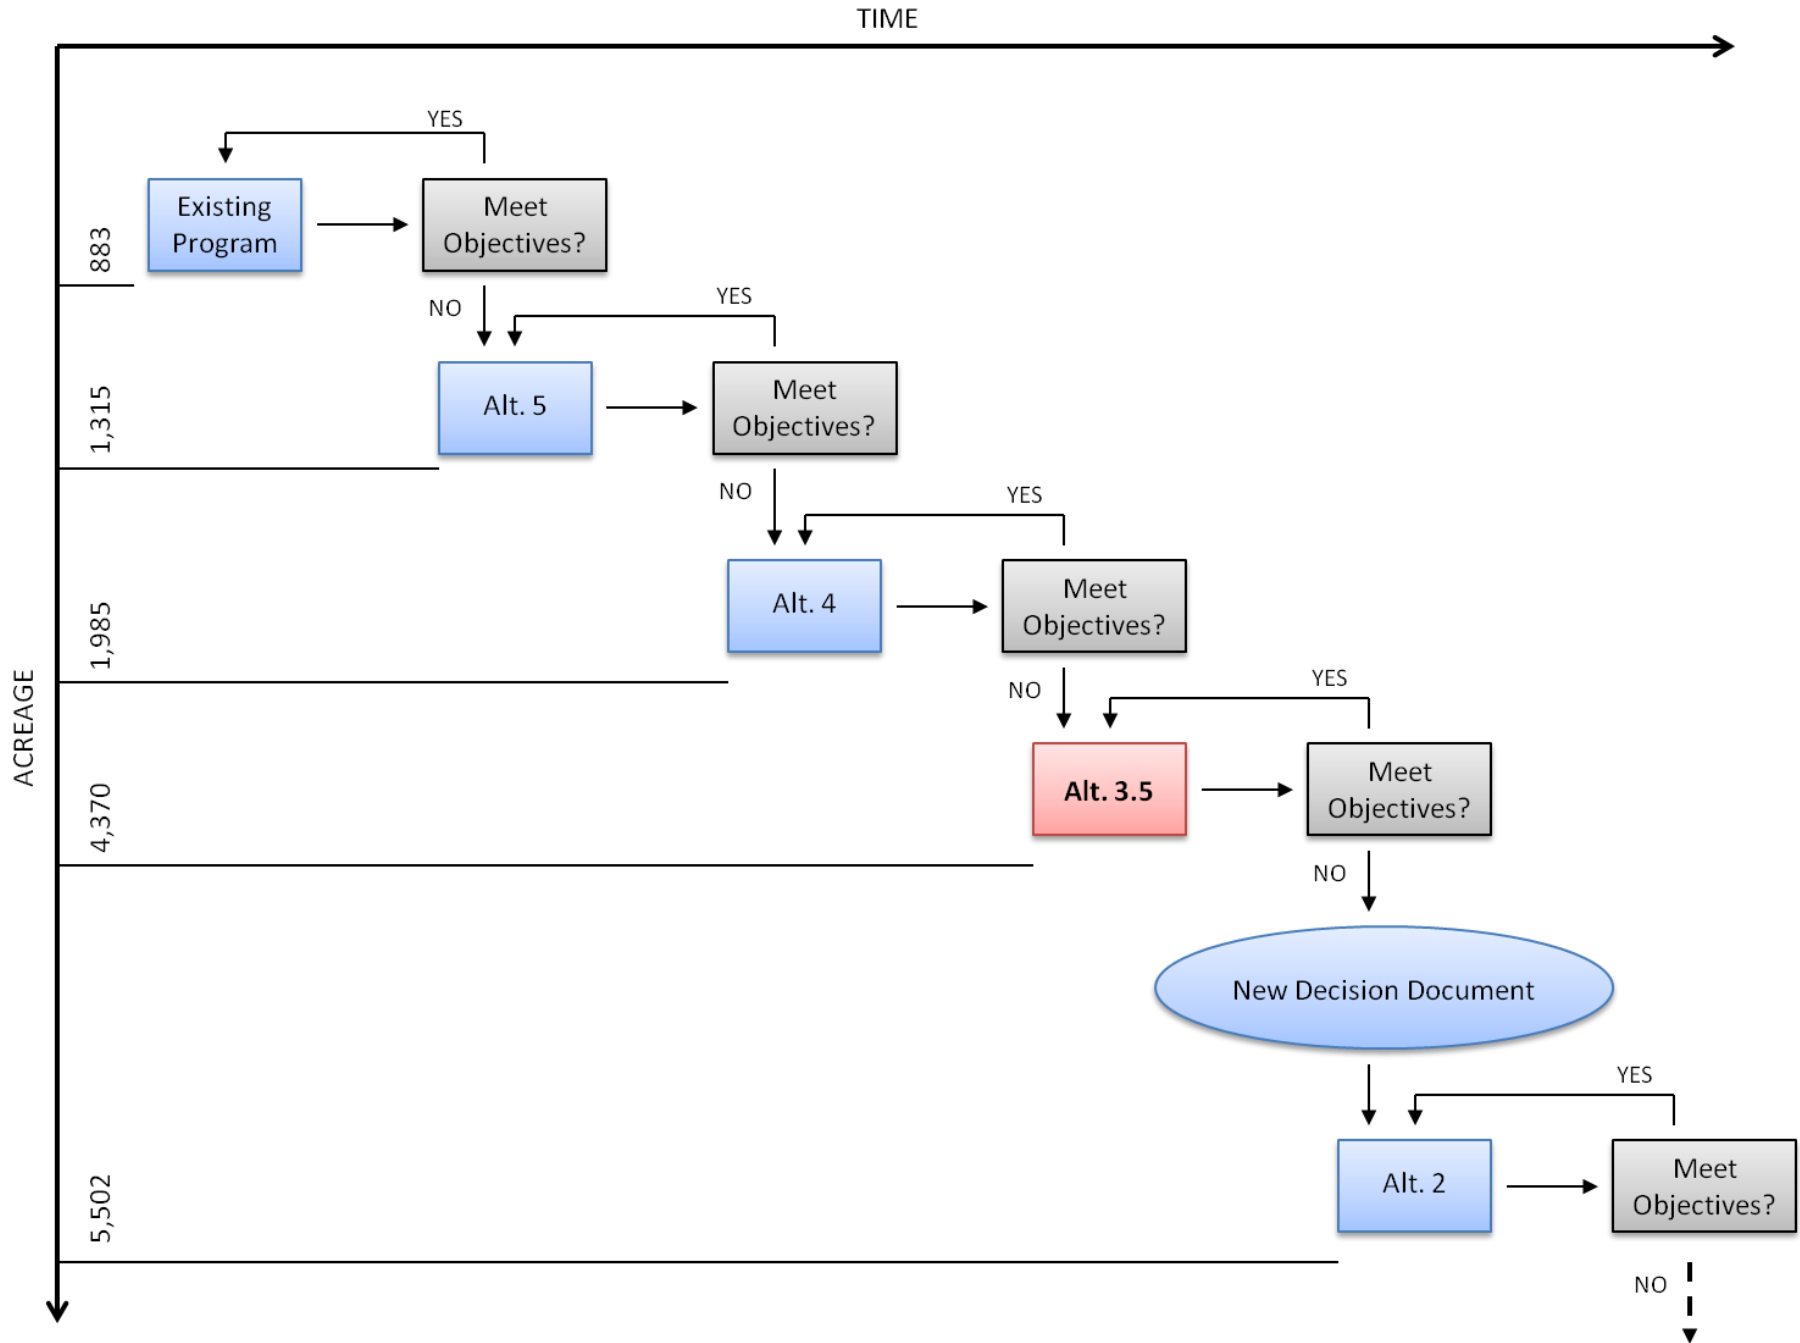 TIME
YES
Existing
Program
Meet
Objectives?
883
NO
YES
Alt. 5
Meet
Objectives?
1,315
NO
YES
Alt. 4
Meet
Objectives?
1,985
ACREAGE
NO
YES
Alt. 3.5
Meet
Objectives?
4,370
NO
New Decision Document
YES
Alt. 2
Meet
Objectives?
5,502
NO